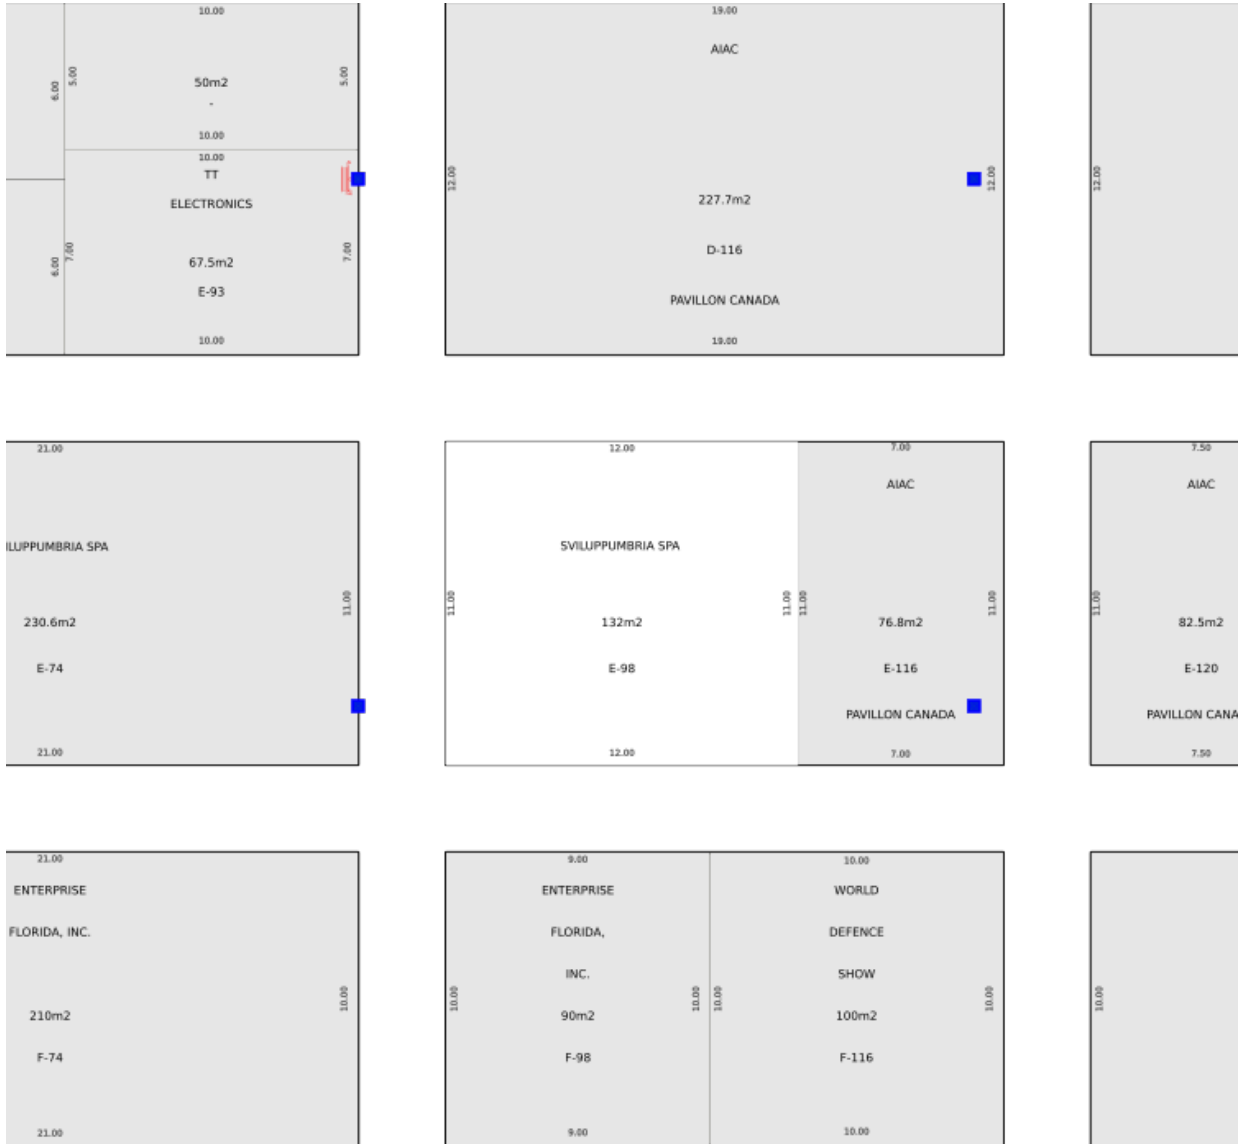 10.00
6.00
5.00
50m2
-
5.00
10.00
10.00
TT
ELECTRONICS
6.00
7.00
67.5m2
E-93
7.00
10.00
19.00
AIAC
12.00
227.7m2
D-116
PAVILLON CANADA
12.00
19.00
12.00
21.00
ILUPPUMBRIA SPA
230.6m2
E-74
11.00
21.00
12.00
SVILUPPUMBRIA SPA
11.00
132m2
E-98
11.00
12.00
7.00
AIAC
11.00
76.8m2
E-116
PAVILLON CANADA
11.00
7.00
7.50
AIAC
11.00
82.5m2
E-120
PAVILLON CANA
7.50
21.00
ENTERPRISE
FLORIDA, INC.
210m2
F-74
10.00
21.00
9.00
ENTERPRISE
FLORIDA,
INC.
10.00
90m2
F-98
10.00
9.00
10.00
WORLD
DEFENCE
SHOW
10.00
100m2
F-116
10.00
10.00
10.00